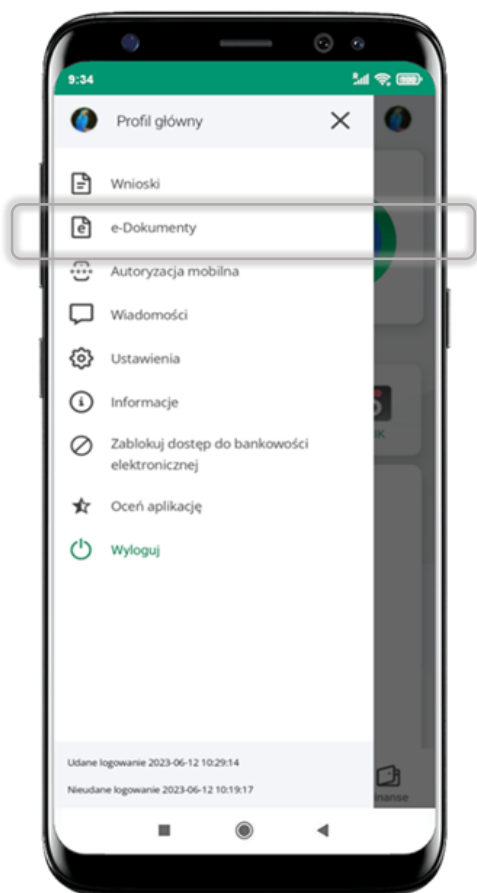 9:34
Profil główny
Wnioski
e-Dokumenty
Autoryzacja mobilna
Wiadomości
Ustawienia
Informacje
Zablokuj dostęp do bankowości
elektronicznej
Oceń aplikację
Wyloguj
Udane logowanie 2023-06-12 10:29:14
Nieudane logowanie 2023-06-12 10:19:17